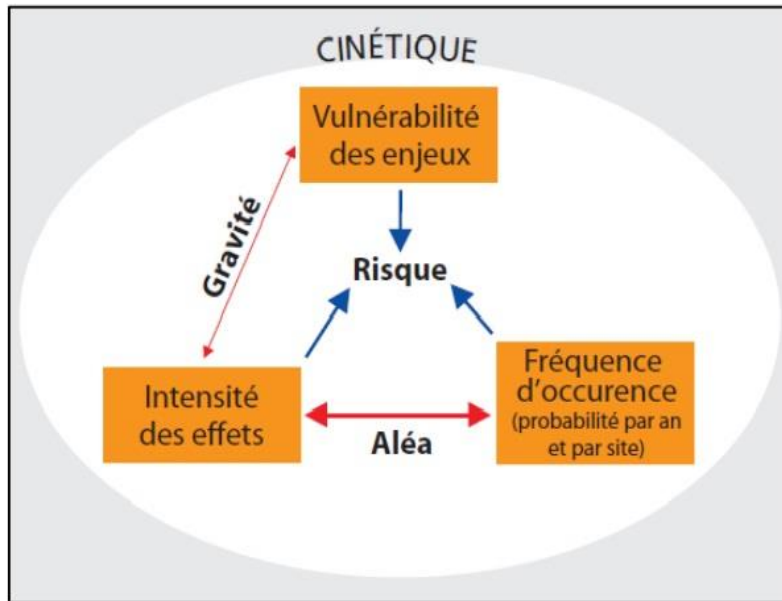 CINÉTIQUE
Vulnérabilité
des enjeux
Gravité
Risque
Intensité
des effets
Aléa
Fréquence
d'occurence
(probabilité par an
et par site)